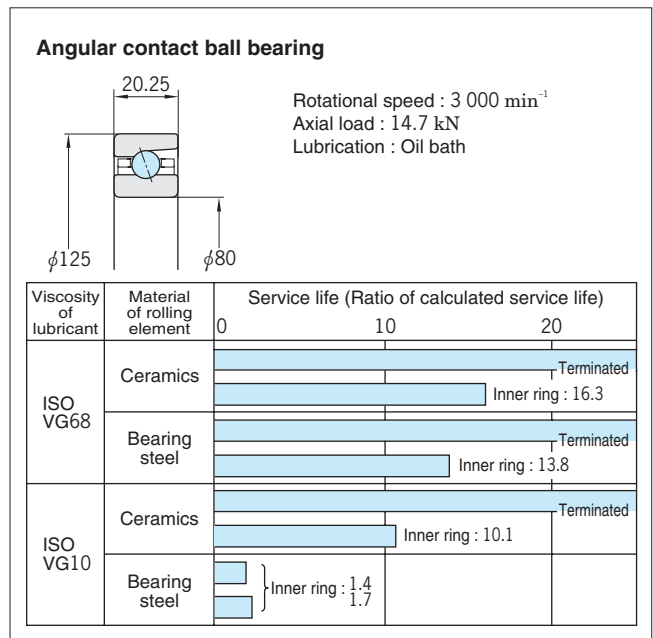 Angular contact ball bearing
20.25
Rotational speed : 3 000 min⁻¹
Axial load : 14.7 kN
Lubrication : Oil bath
ϕ125
ϕ80
Viscosity
of
lubricant
Material
of rolling
element
Service life (Ratio of calculated service life)
0 10 20
ISO
VG68
Ceramics
Terminated
Inner ring : 16.3
Bearing
steel
Terminated
Inner ring : 13.8
ISO
VG10
Ceramics
Terminated
Inner ring : 10.1
Bearing
steel
Inner ring : 1.4
1.7